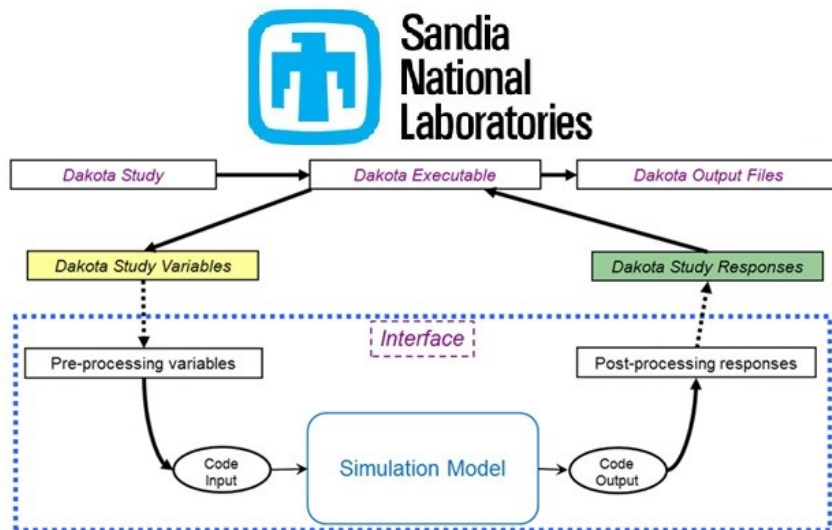 Sandia
National
Laboratories
Dakota Study
Dakota Executable
Dakota Output Files
Dakota Study Variables
Dakota Study Responses
Interface
Pre-processing variables
Post-processing responses
Code
Input
Simulation Model
Code
Output